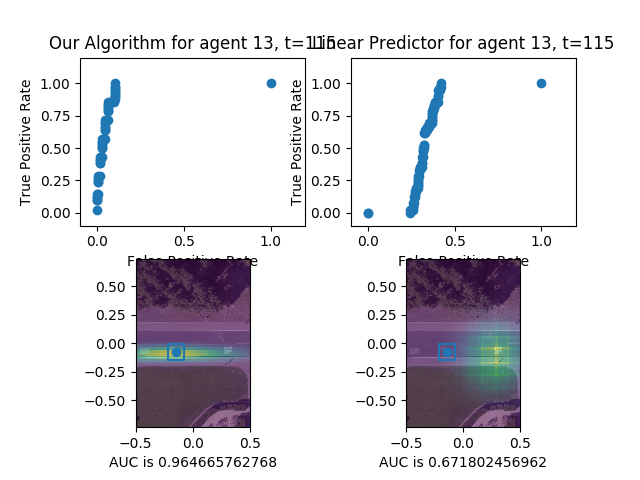 Our Algorithm for agent 13, t=115
Linear Predictor for agent 13, t=115
True Positive Rate
1.00
0.75
0.50
0.25
0.00
0.0 0.5 1.0
False Positive Rate
True Positive Rate
1.00
0.75
0.50
0.25
0.00
0.0 0.5 1.0
False Positive Rate
0.50
0.25
0.00
−0.25
−0.50
−0.5 0.0 0.5
AUC is 0.964665762768
0.50
0.25
0.00
−0.25
−0.50
−0.5 0.0 0.5
AUC is 0.671802456962